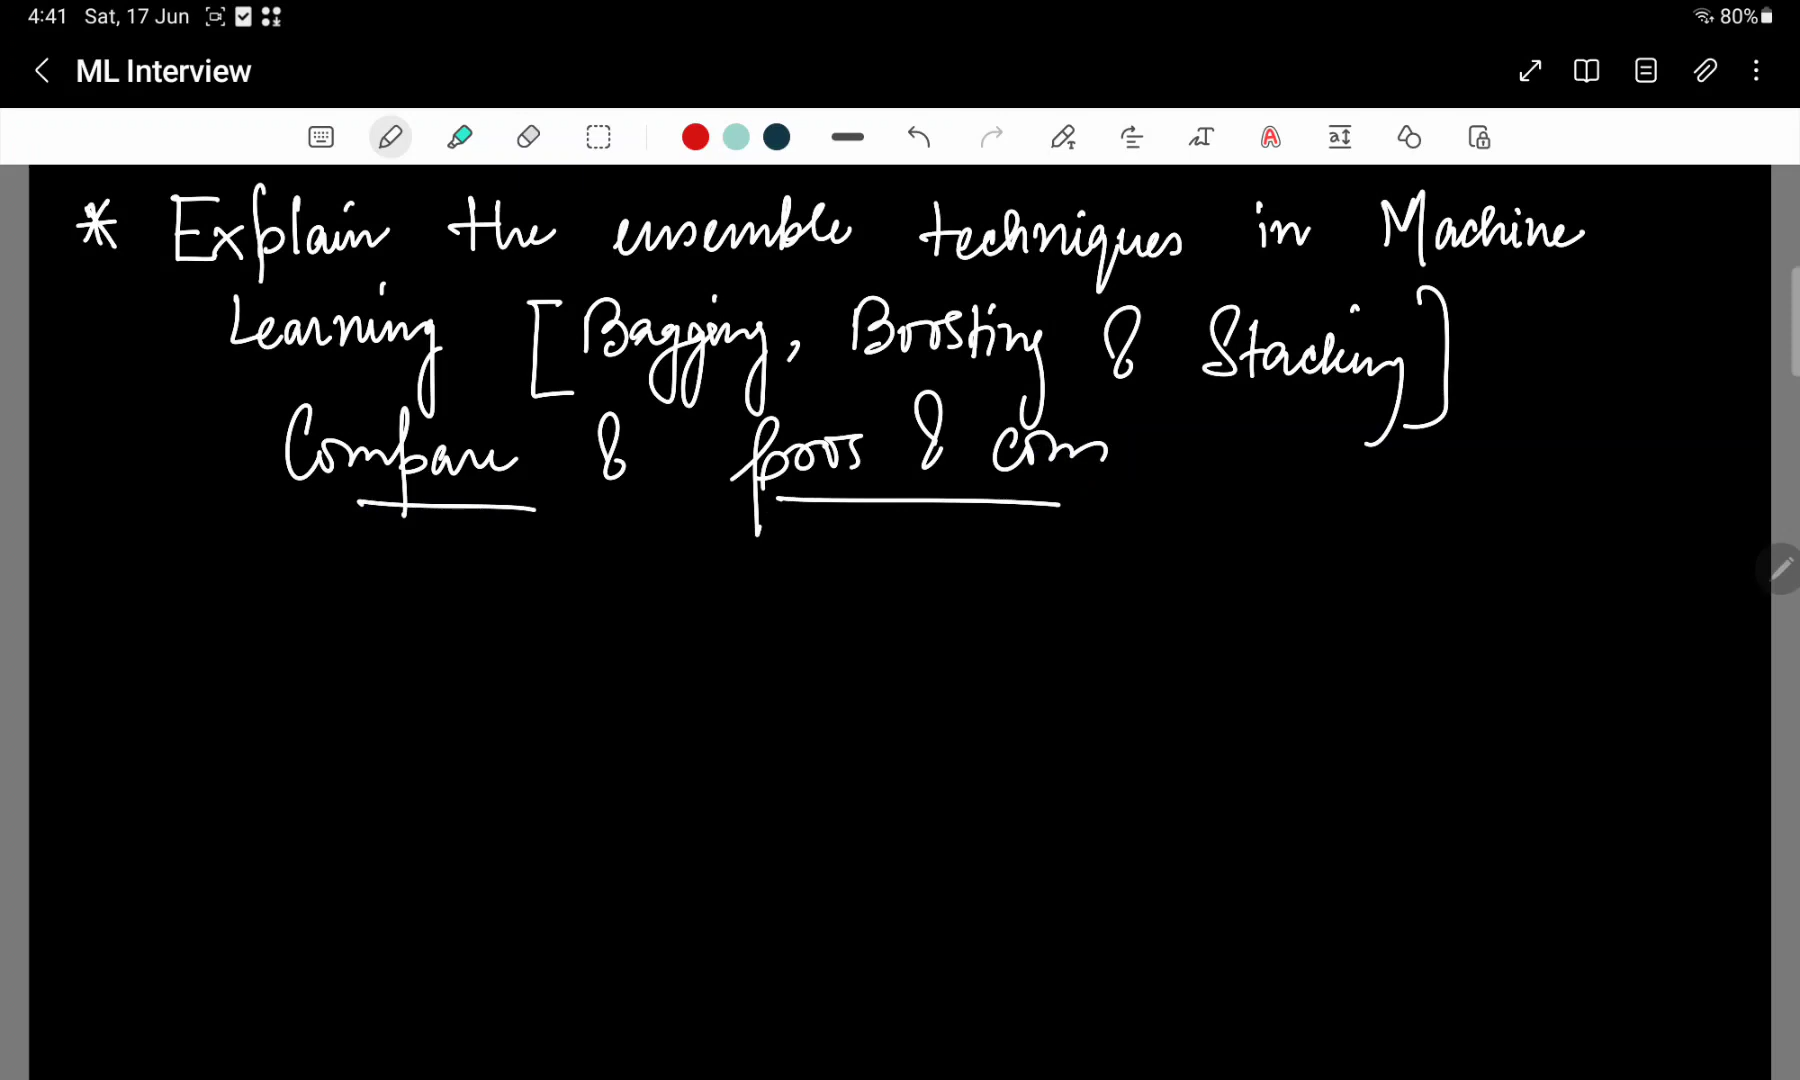 4:41 Sat, 17 Jun 80%
ML Interview
* Explain the ensemble techniques in Machine
Learning [Bagging, Boosting & Stacking]
Compare & pros & cons